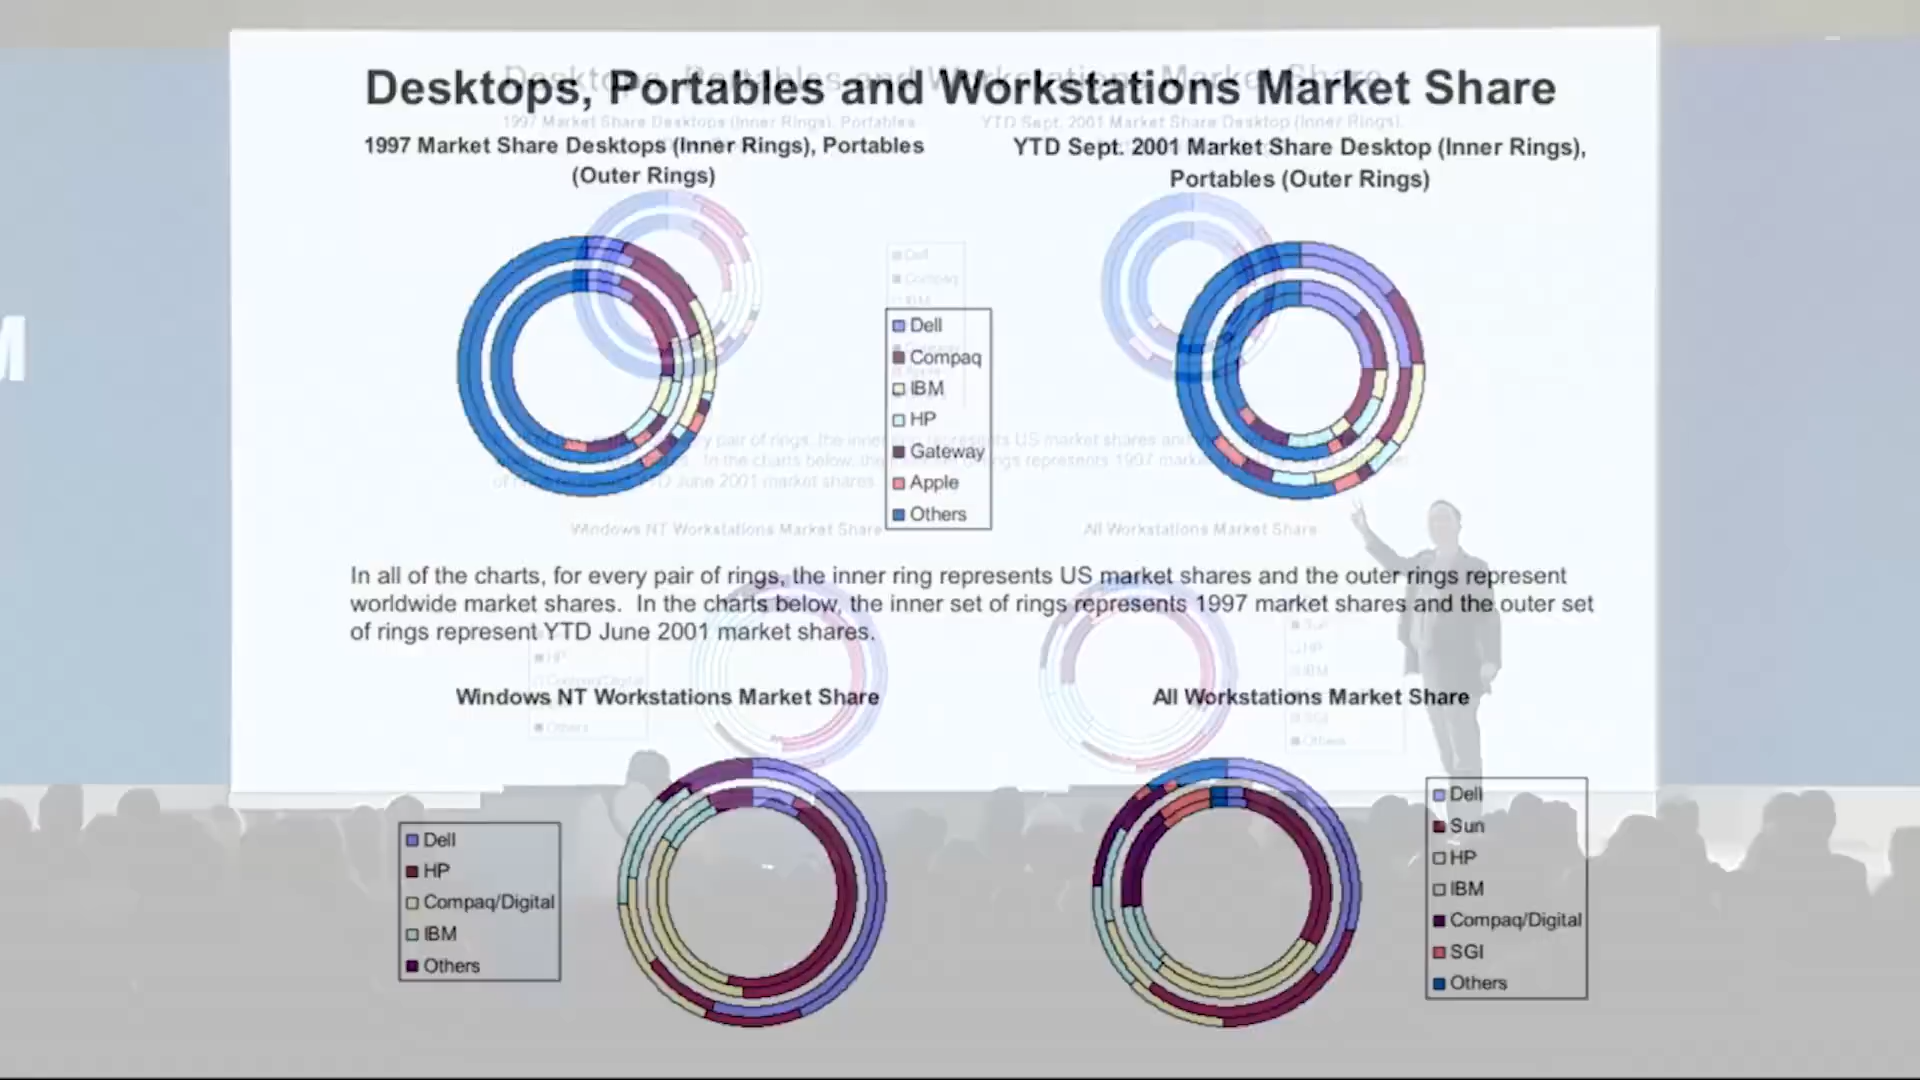 Desktops, Portables and Workstations Market Share
1997 Market Share Desktops (Inner Rings), Portables
(Outer Rings)
YTD Sept. 2001 Market Share Desktop (Inner Rings),
Portables (Outer Rings)
Dell
Compaq
IBM
HP
Gateway
Apple
Others
In all of the charts, for every pair of rings, the inner ring represents US market shares and the outer rings represent
worldwide market shares. In the charts below, the inner set of rings represents 1997 market shares and the outer set
of rings represent YTD June 2001 market shares.
Windows NT Workstations Market Share
All Workstations Market Share
Dell
HP
Compaq/Digital
IBM
Others
Dell
Sun
HP
IBM
Compaq/Digital
SGI
Others